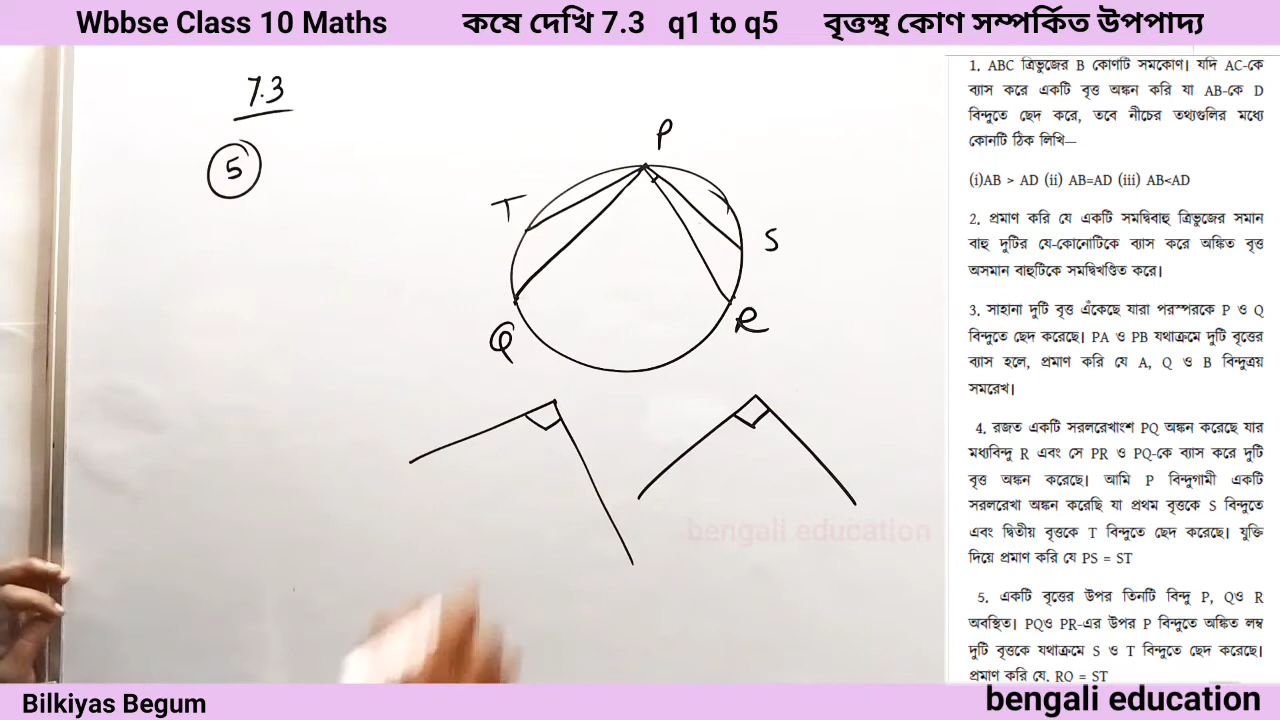 Wbbse Class 10 Maths কষে দেখি 7.3 q1 to q5 বৃত্তস্থ কোণ সম্পর্কিত উপপাদ্য
7.3
5
P
T
S
Q
R
bengali education
1. ABC ত্রিভুজের B কোণটি সমকোণ। যদি AC-কে
ব্যাস করে একটি বৃত্ত অঙ্কন করি যা AB-কে D
বিন্দুতে ছেদ করে, তবে নীচের তথ্যগুলির মধ্যে
কোনটি ঠিক লিখি—
(i)AB > AD (ii) AB=AD (iii) AB<AD
2. প্রমাণ করি যে একটি সমদ্বিবাহু ত্রিভুজের সমান
বাহু দুটির যে-কোনোটিকে ব্যাস করে অঙ্কিত বৃত্ত
অসমান বাহুটিকে সমদ্বিখণ্ডিত করে।
3. সাহানা দুটি বৃত্ত এঁকেছে যারা পরস্পরকে P ও Q
বিন্দুতে ছেদ করেছে। PA ও PB যথাক্রমে দুটি বৃত্তের
ব্যাস হলে, প্রমাণ করি যে A, Q ও B বিন্দুত্রয়
সমরেখ।
4. রজত একটি সরলরেখাংশ PQ অঙ্কন করেছে যার
মধ্যবিন্দু R এবং সে PR ও PQ-কে ব্যাস করে দুটি
বৃত্ত অঙ্কন করেছে। আমি P বিন্দুগামী একটি
সরলরেখা অঙ্কন করেছি যা প্রথম বৃত্তকে S বিন্দুতে
এবং দ্বিতীয় বৃত্তকে T বিন্দুতে ছেদ করেছে। যুক্তি
দিয়ে প্রমাণ করি যে PS = ST
5. একটি বৃত্তের উপর তিনটি বিন্দু P, Qও R
অবস্থিত। PQও PR-এর উপর P বিন্দুতে অঙ্কিত লম্ব
দুটি বৃত্তকে যথাক্রমে S ও T বিন্দুতে ছেদ করেছে।
প্রমাণ করি যে, RQ = ST
Bilkiyas Begum
bengali education